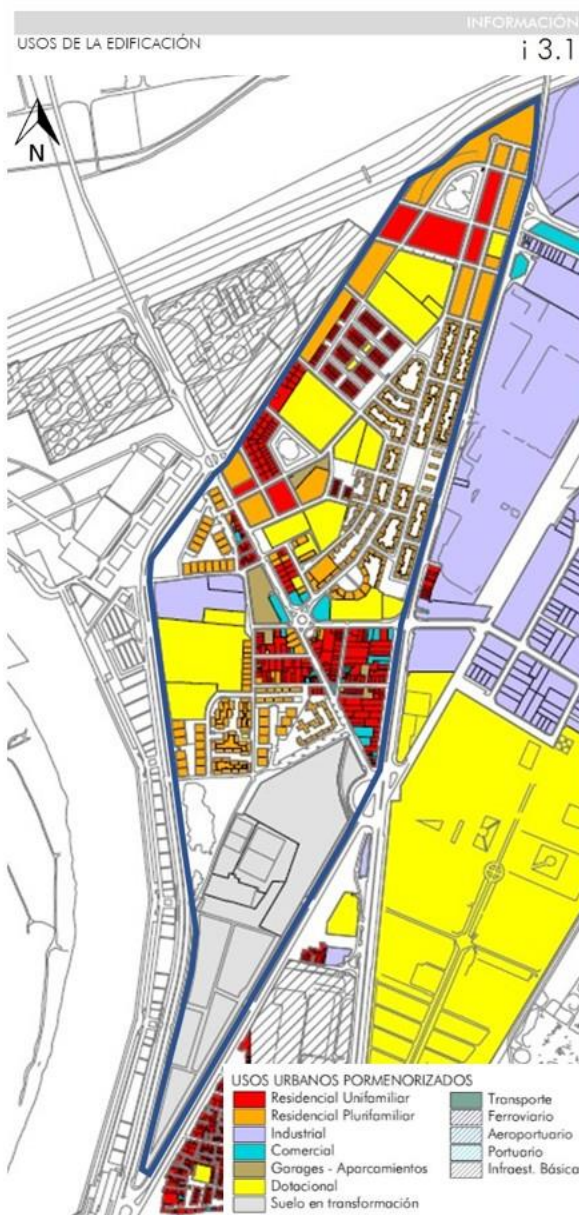 INFORMACIÓN
USOS DE LA EDIFICACIÓN
i 3.1
N
USOS URBANOS PORMENORIZADOS
Residencial Unifamiliar
Residencial Plurifamiliar
Industrial
Comercial
Garages - Aparcamientos
Dotacional
Suelo en transformación
Transporte
Ferroviario
Aeroportuario
Portuario
Infraest. Básica